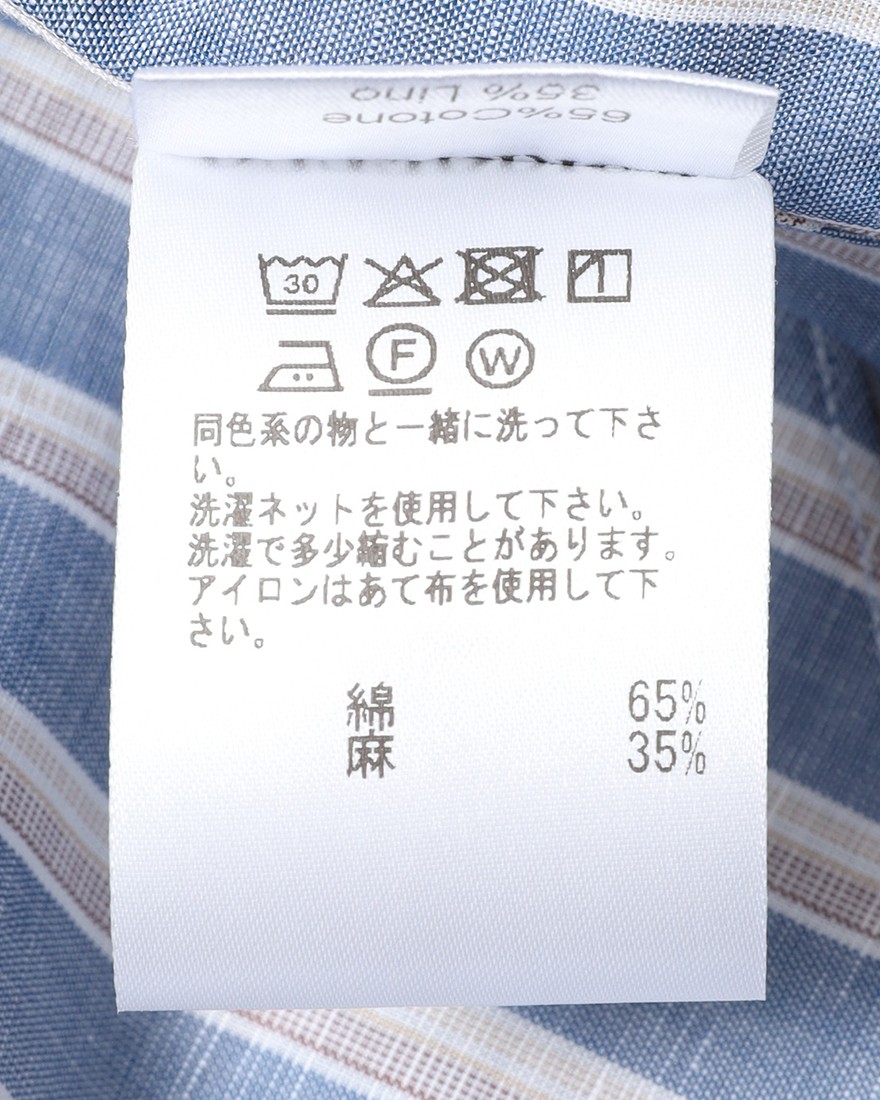 65%Cotone
35% Lino
30
F
W
同色系の物と一緒に洗って下さ
い。
洗濯ネットを使用して下さい。
洗濯で多少縮むことがあります。
アイロンはあて布を使用して下
さい。
綿 65%
麻 35%